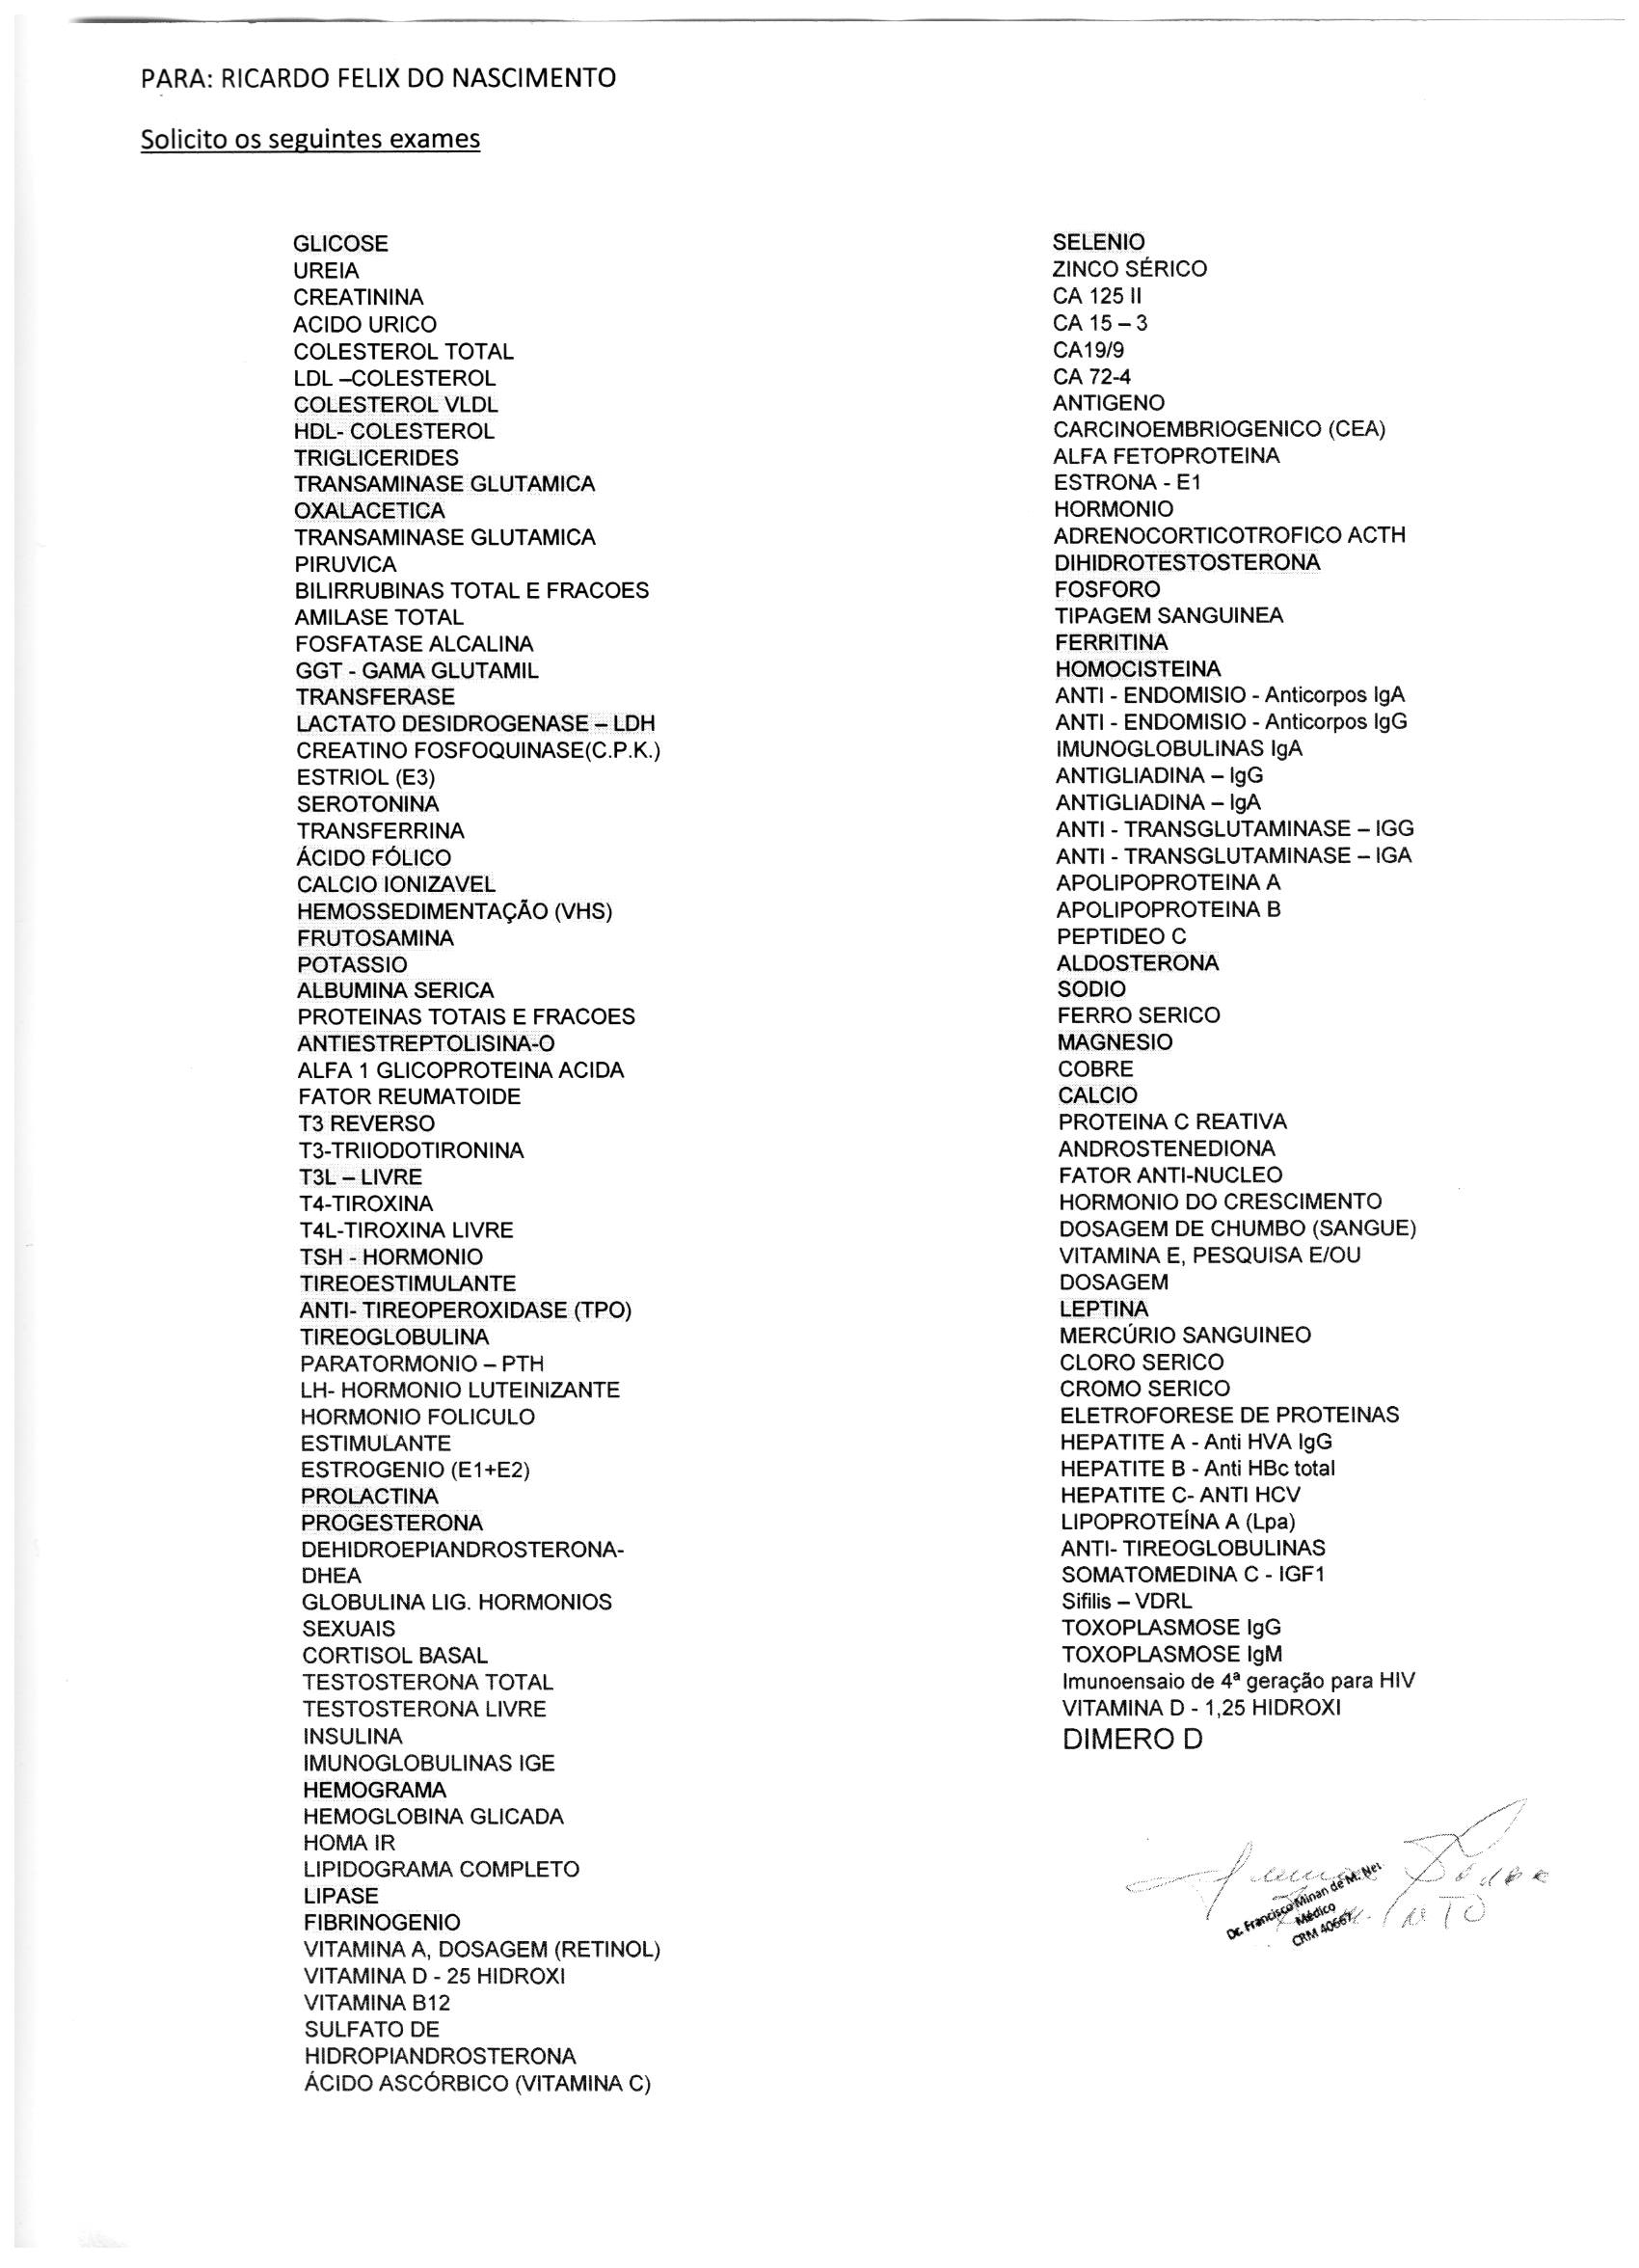 PARA: RICARDO FELIX DO NASCIMENTO
Solicito os seguintes exames
GLICOSE
UREIA
CREATININA
ACIDO URICO
COLESTEROL TOTAL
LDL –COLESTEROL
COLESTEROL VLDL
HDL- COLESTEROL
TRIGLICERIDES
TRANSAMINASE GLUTAMICA
OXALACETICA
TRANSAMINASE GLUTAMICA
PIRUVICA
BILIRRUBINAS TOTAL E FRACOES
AMILASE TOTAL
FOSFATASE ALCALINA
GGT - GAMA GLUTAMIL
TRANSFERASE
LACTATO DESIDROGENASE – LDH
CREATINO FOSFOQUINASE(C.P.K.)
ESTRIOL (E3)
SEROTONINA
TRANSFERRINA
ÁCIDO FÓLICO
CALCIO IONIZAVEL
HEMOSSEDIMENTAÇÃO (VHS)
FRUTOSAMINA
POTASSIO
ALBUMINA SERICA
PROTEINAS TOTAIS E FRACOES
ANTIESTREPTOLISINA-O
ALFA 1 GLICOPROTEINA ACIDA
FATOR REUMATOIDE
T3 REVERSO
T3-TRIIODOTIRONINA
T3L – LIVRE
T4-TIROXINA
T4L-TIROXINA LIVRE
TSH - HORMONIO
TIREOESTIMULANTE
ANTI- TIREOPEROXIDASE (TPO)
TIREOGLOBULINA
PARATORMONIO – PTH
LH- HORMONIO LUTEINIZANTE
HORMONIO FOLICULO
ESTIMULANTE
ESTROGENIO (E1+E2)
PROLACTINA
PROGESTERONA
DEHIDROEPIANDROSTERONA-
DHEA
GLOBULINA LIG. HORMONIOS
SEXUAIS
CORTISOL BASAL
TESTOSTERONA TOTAL
TESTOSTERONA LIVRE
INSULINA
IMUNOGLOBULINAS IGE
HEMOGRAMA
HEMOGLOBINA GLICADA
HOMA IR
LIPIDOGRAMA COMPLETO
LIPASE
FIBRINOGENIO
VITAMINA A, DOSAGEM (RETINOL)
VITAMINA D - 25 HIDROXI
VITAMINA B12
SULFATO DE
HIDROPIANDROSTERONA
ÁCIDO ASCÓRBICO (VITAMINA C)
SELENIO
ZINCO SÉRICO
CA 125 II
CA 15 – 3
CA19/9
CA 72-4
ANTIGENO
CARCINOEMBRIOGENICO (CEA)
ALFA FETOPROTEINA
ESTRONA - E1
HORMONIO
ADRENOCORTICOTROFICO ACTH
DIHIDROTESTOSTERONA
FOSFORO
TIPAGEM SANGUINEA
FERRITINA
HOMOCISTEINA
ANTI - ENDOMISIO - Anticorpos IgA
ANTI - ENDOMISIO - Anticorpos IgG
IMUNOGLOBULINAS IgA
ANTIGLIADINA – IgG
ANTIGLIADINA – IgA
ANTI - TRANSGLUTAMINASE – IGG
ANTI - TRANSGLUTAMINASE – IGA
APOLIPOPROTEINA A
APOLIPOPROTEINA B
PEPTIDEO C
ALDOSTERONA
SODIO
FERRO SERICO
MAGNESIO
COBRE
CALCIO
PROTEINA C REATIVA
ANDROSTENEDIONA
FATOR ANTI-NUCLEO
HORMONIO DO CRESCIMENTO
DOSAGEM DE CHUMBO (SANGUE)
VITAMINA E, PESQUISA E/OU
DOSAGEM
LEPTINA
MERCÚRIO SANGUINEO
CLORO SERICO
CROMO SERICO
ELETROFORESE DE PROTEINAS
HEPATITE A - Anti HVA IgG
HEPATITE B - Anti HBc total
HEPATITE C- ANTI HCV
LIPOPROTEÍNA A (Lpa)
ANTI- TIREOGLOBULINAS
SOMATOMEDINA C - IGF1
Sifilis – VDRL
TOXOPLASMOSE IgG
TOXOPLASMOSE IgM
Imunoensaio de 4ª geração para HIV
VITAMINA D - 1,25 HIDROXI
DIMERO D
Dr. Francisco Minan de M. Net
Médico
CRM 40667